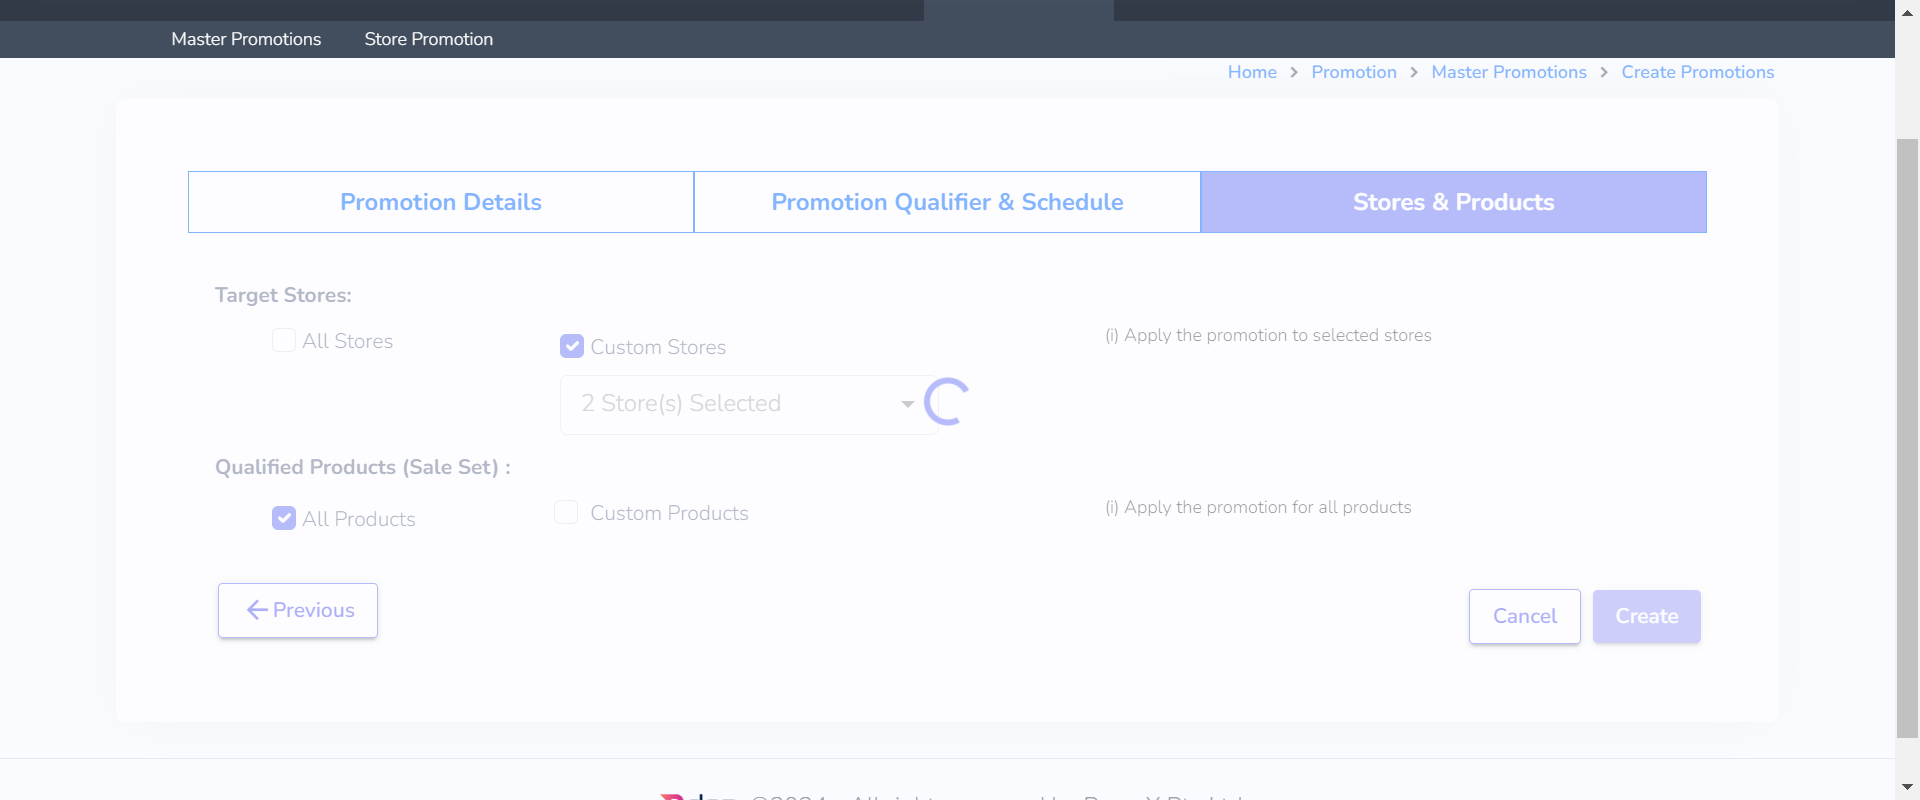 Master Promotions Store Promotion
Home Promotion Master Promotions Create Promotions
Promotion Details Promotion Qualifier & Schedule Stores & Products
Target Stores:
All Stores Custom Stores (i) Apply the promotion to selected stores
2 Store(s) Selected
Qualified Products (Sale Set) :
All Products Custom Products (i) Apply the promotion for all products
Previous Cancel Create